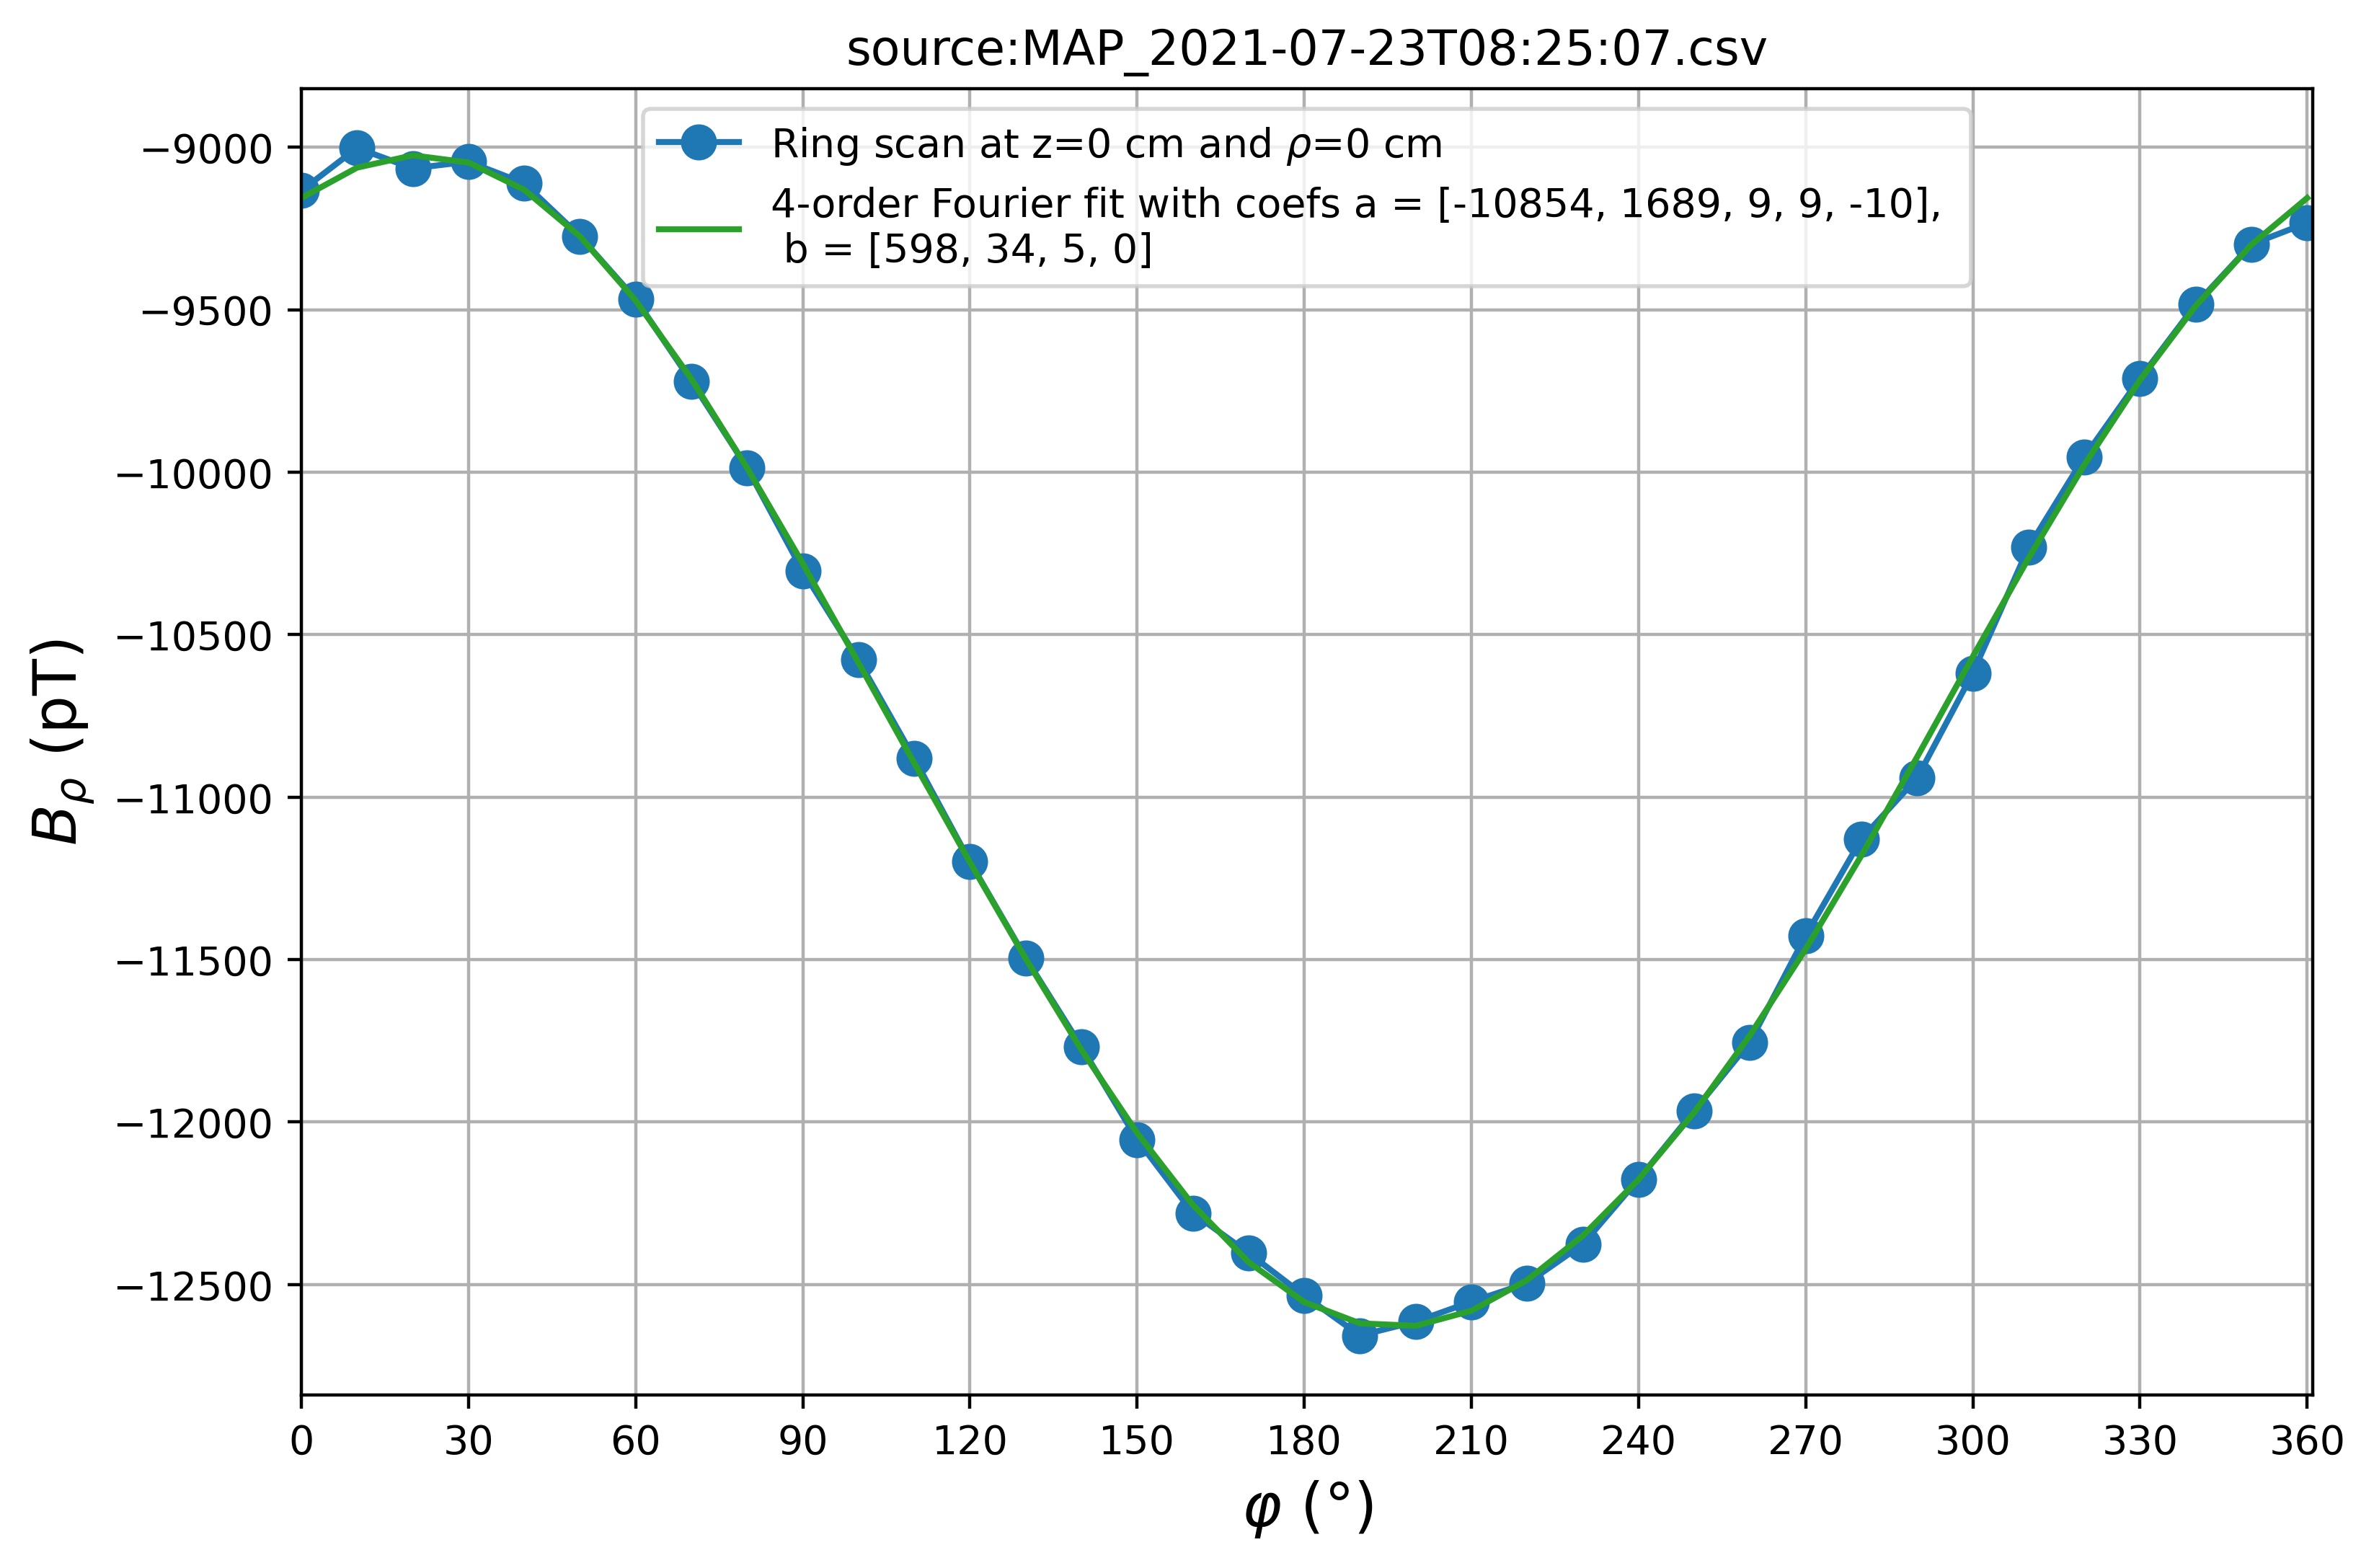 source:MAP_2021-07-23T08:25:07.csv
Ring scan at z=0 cm and ρ=0 cm
4-order Fourier fit with coefs a = [-10854, 1689, 9, 9, -10],
b = [598, 34, 5, 0]
−9000
−9500
−10000
−10500
−11000
−11500
−12000
−12500
Bρ (pT)
0 30 60 90 120 150 180 210 240 270 300 330 360
φ (°)